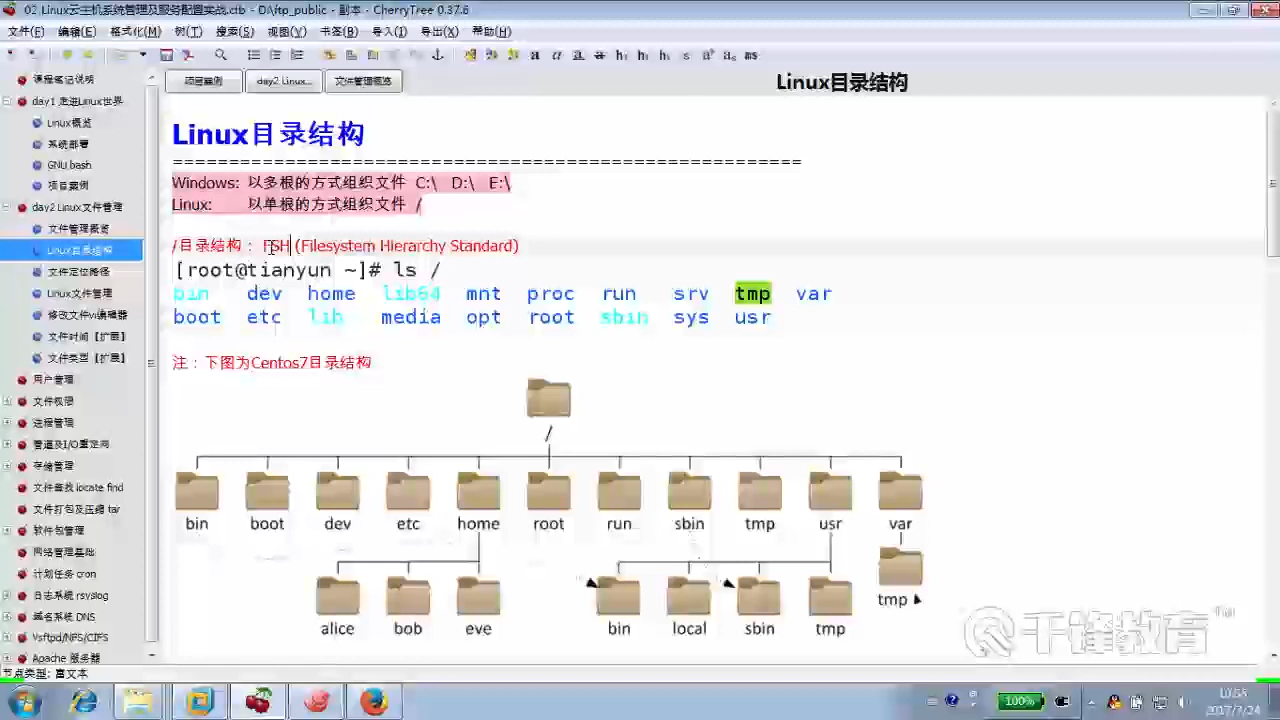 02 Linux云主机系统管理及服务配置实战.ctb - D:\ftp_public - 副本 - CherryTree 0.37.6
文件(F) 编辑(E) 格式化(M) 树(T) 搜索(S) 视图(V) 书签(B) 导入(I) 导出(X) 帮助(H)
课程笔记说明
day1 走进Linux世界
Linux概览
系统部署
GNU bash
项目案例
day2 Linux文件管理
文件管理概览
Linux目录结构
文件定位路径
Linux文件管理
修改文件vi编辑器
文件时间【扩展】
文件类型【扩展】
用户管理
文件权限
进程管理
管道及I/O重定向
存储管理
文件查找 locate find
文件打包及压缩 tar
软件包管理
网络管理基础
计划任务 cron
日志系统 rsyslog
域名系统 DNS
Vsftpd/NFS/CIFS
Apache 服务器
节点类型: 富文本
项目案例 day2 Linux... 文件管理概览
Linux目录结构
Linux目录结构
=======================================================
Windows: 以多根的方式组织文件 C:\ D:\ E:\
Linux: 以单根的方式组织文件 /
/目录结构： FSH (Filesystem Hierarchy Standard)
[root@tianyun ~]# ls /
bin dev home lib64 mnt proc run srv tmp var
boot etc lib media opt root sbin sys usr
注：下图为Centos7目录结构
/
bin boot dev etc home root run sbin tmp usr var
tmp
alice bob eve bin local sbin tmp
千锋教育
100%
10:55
2017/7/24